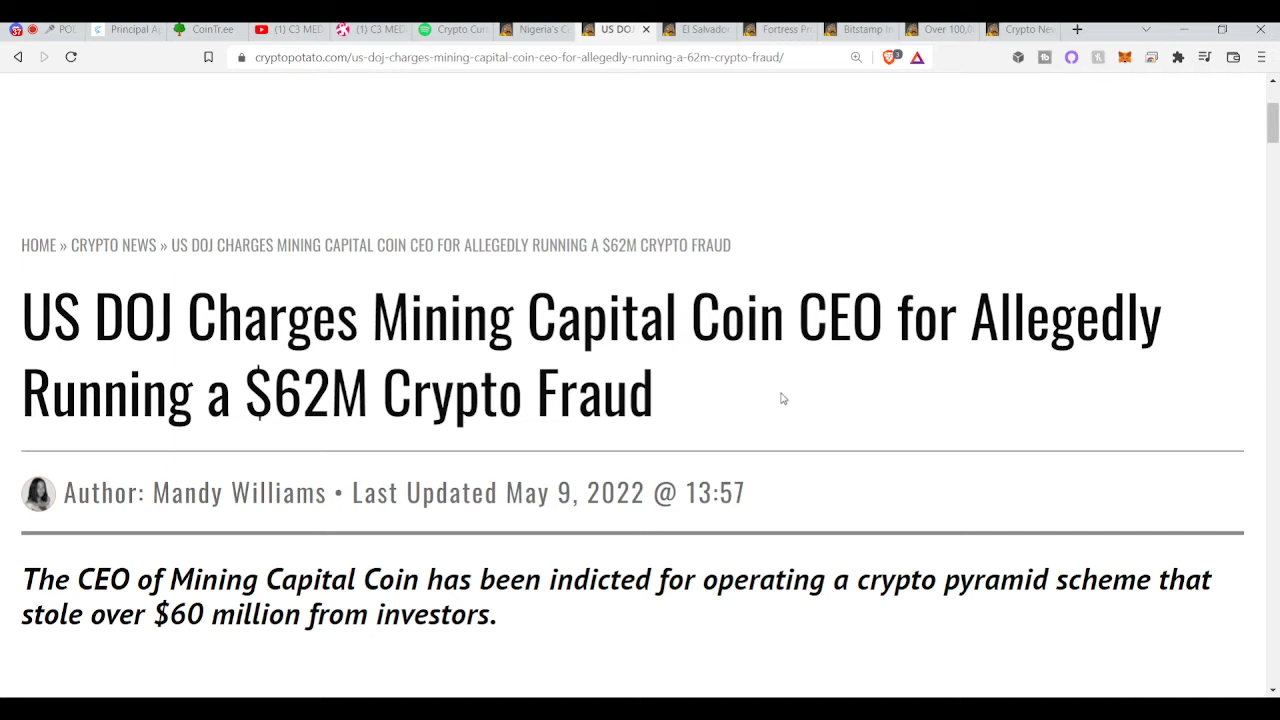 37 POL Principal Ap CoinTree. (1) C3 MED (1) C3 MED Crypto Curr Nigeria's C US DOJ El Salvador Fortress Pr Bitstamp In Over 100,0 Crypto New
cryptopotato.com/us-doj-charges-mining-capital-coin-ceo-for-allegedly-running-a-62m-crypto-fraud/ 3
HOME » CRYPTO NEWS » US DOJ CHARGES MINING CAPITAL COIN CEO FOR ALLEGEDLY RUNNING A $62M CRYPTO FRAUD
US DOJ Charges Mining Capital Coin CEO for Allegedly
Running a $62M Crypto Fraud
Author: Mandy Williams • Last Updated May 9, 2022 @ 13:57
The CEO of Mining Capital Coin has been indicted for operating a crypto pyramid scheme that
stole over $60 million from investors.